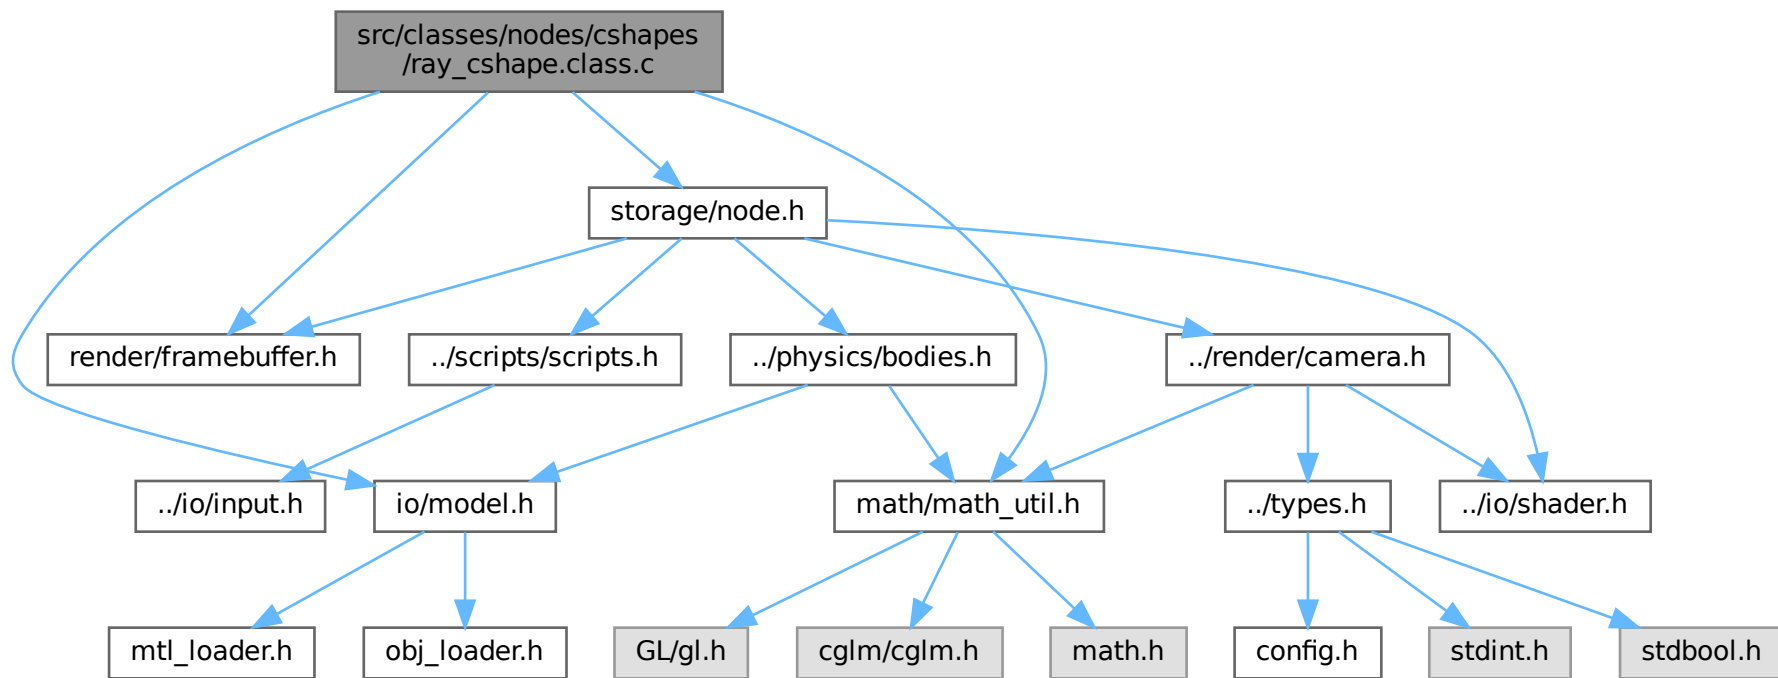 src/classes/nodes/cshapes
/ray_cshape.class.c
storage/node.h
render/framebuffer.h
../scripts/scripts.h
../physics/bodies.h
../render/camera.h
../io/input.h
io/model.h
math/math_util.h
../types.h
../io/shader.h
mtl_loader.h
obj_loader.h
GL/gl.h
cglm/cglm.h
math.h
config.h
stdint.h
stdbool.h